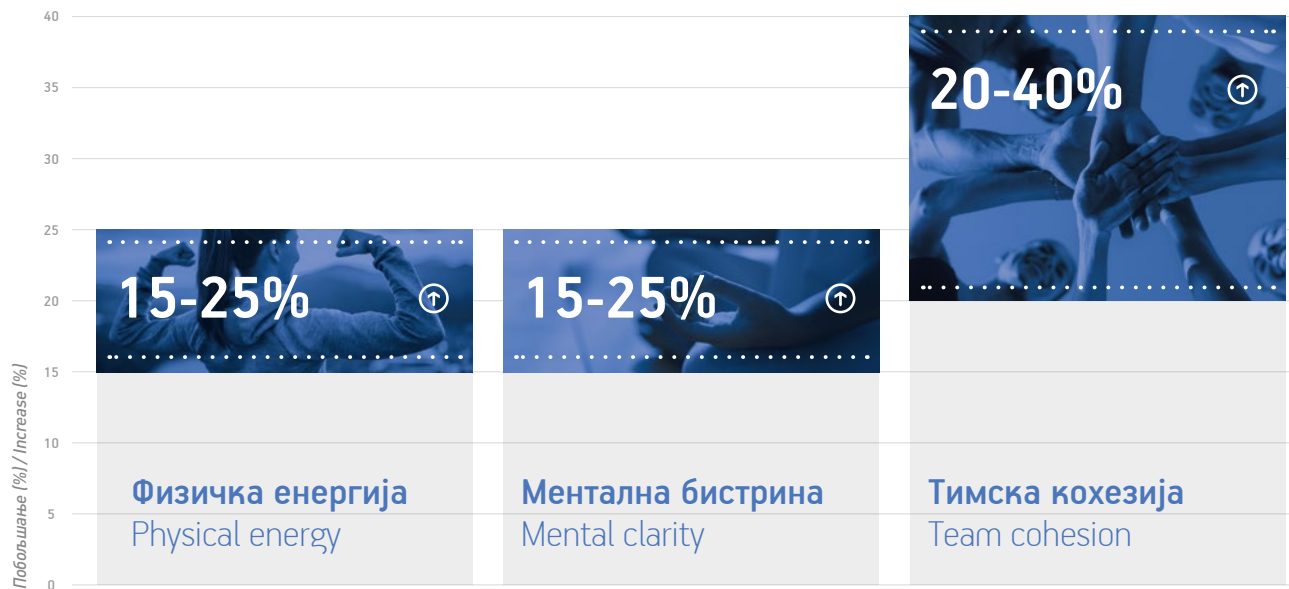 40
35
30
25
20
15
10
5
0
Побољшање (%) / Increase (%)
15-25%
Физичка енергија
Physical energy
15-25%
Ментална бистрина
Mental clarity
20-40%
Тимска кохезија
Team cohesion